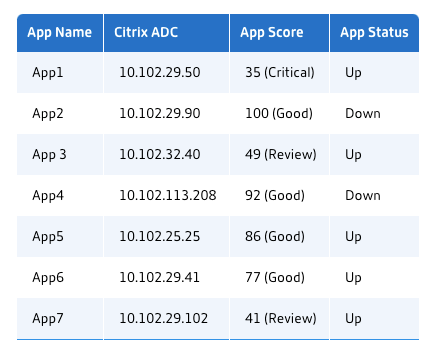 App Name Citrix ADC App Score App Status
App1 10.102.29.50 35 (Critical) Up
App2 10.102.29.90 100 (Good) Down
App 3 10.102.32.40 49 (Review) Up
App4 10.102.113.208 92 (Good) Down
App5 10.102.25.25 86 (Good) Up
App6 10.102.29.41 77 (Good) Up
App7 10.102.29.102 41 (Review) Up